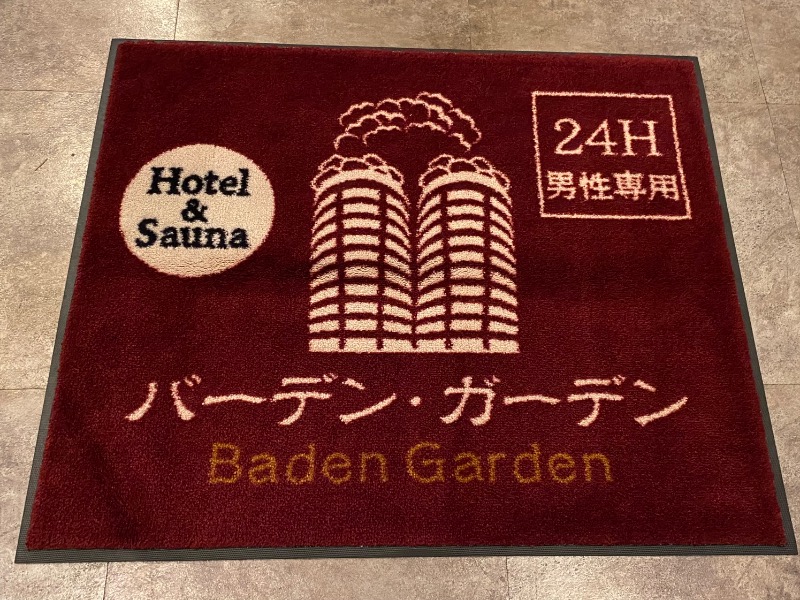 Hotel
&
Sauna
24H
男性専用
バーデン・ガーデン
Baden Garden